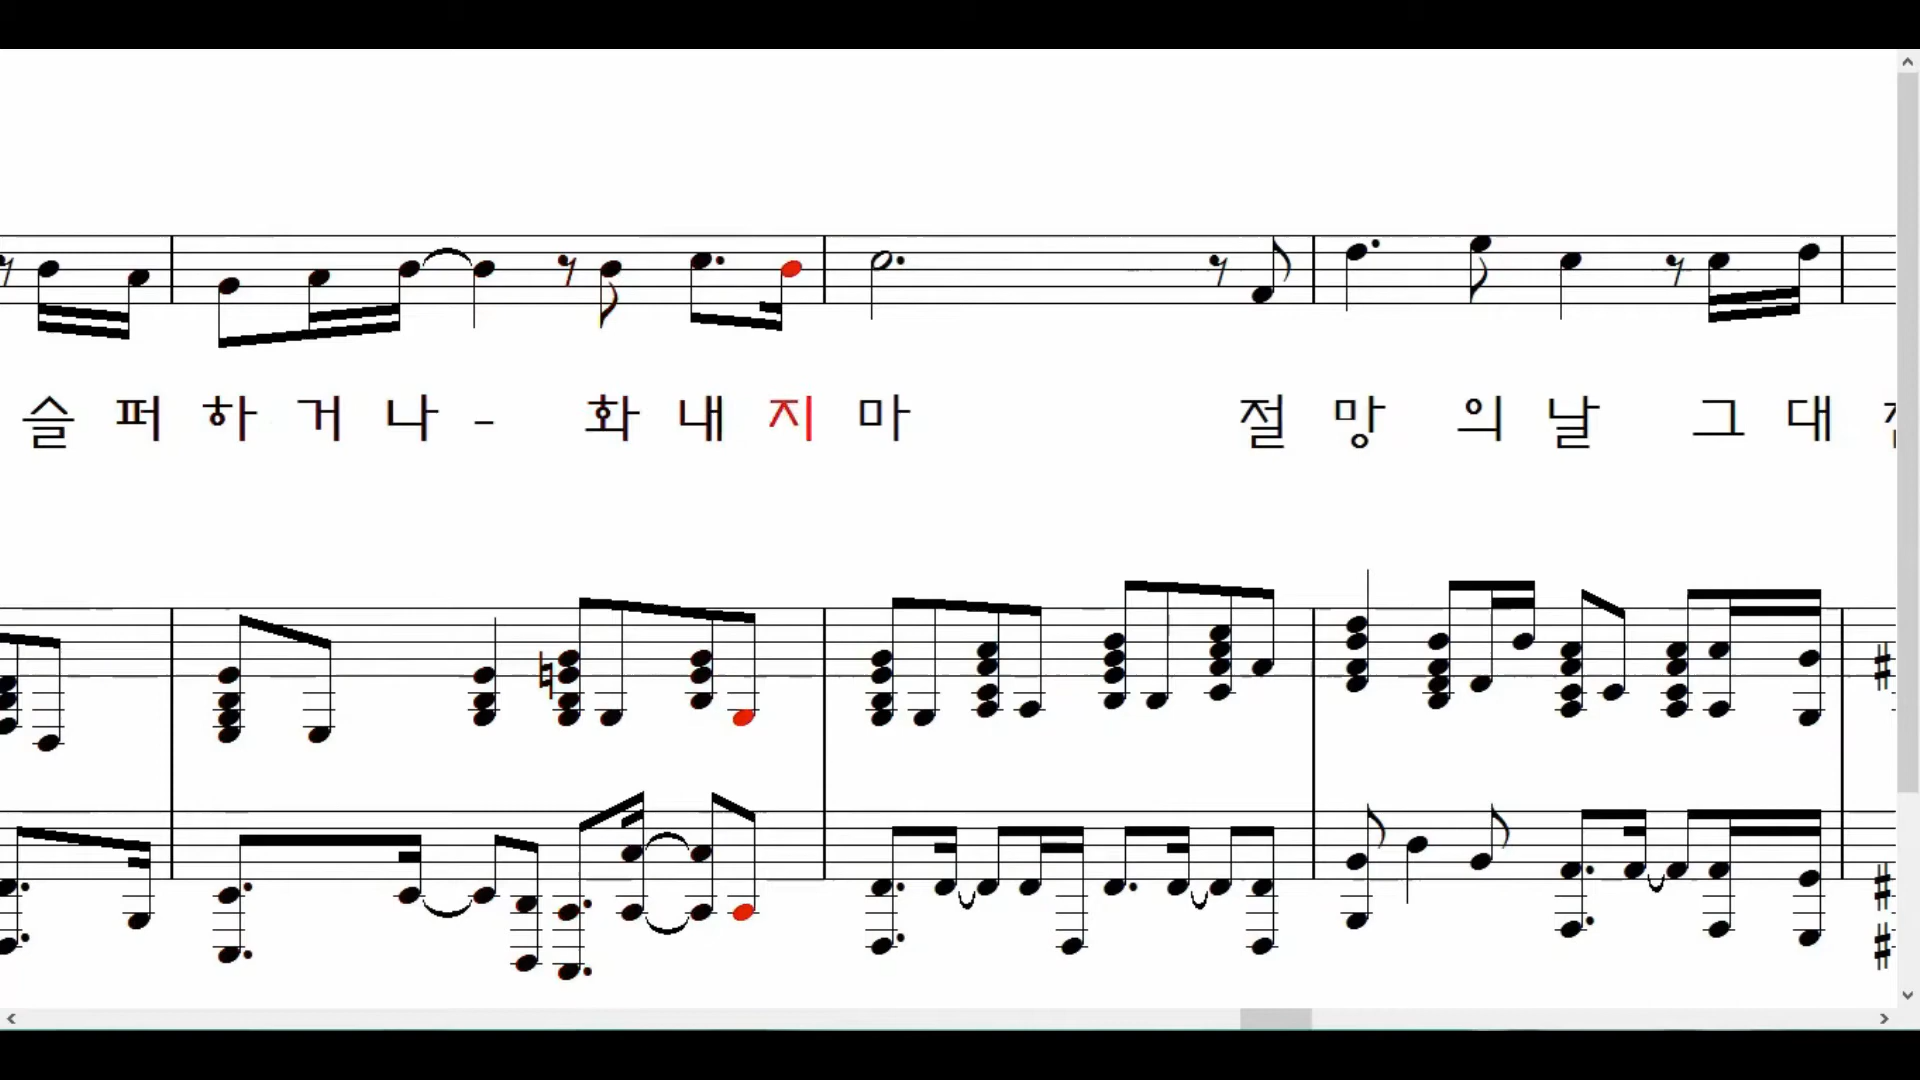 슬 퍼 하 거 나 - 화 내 지 마 절 망 의 날 그 대